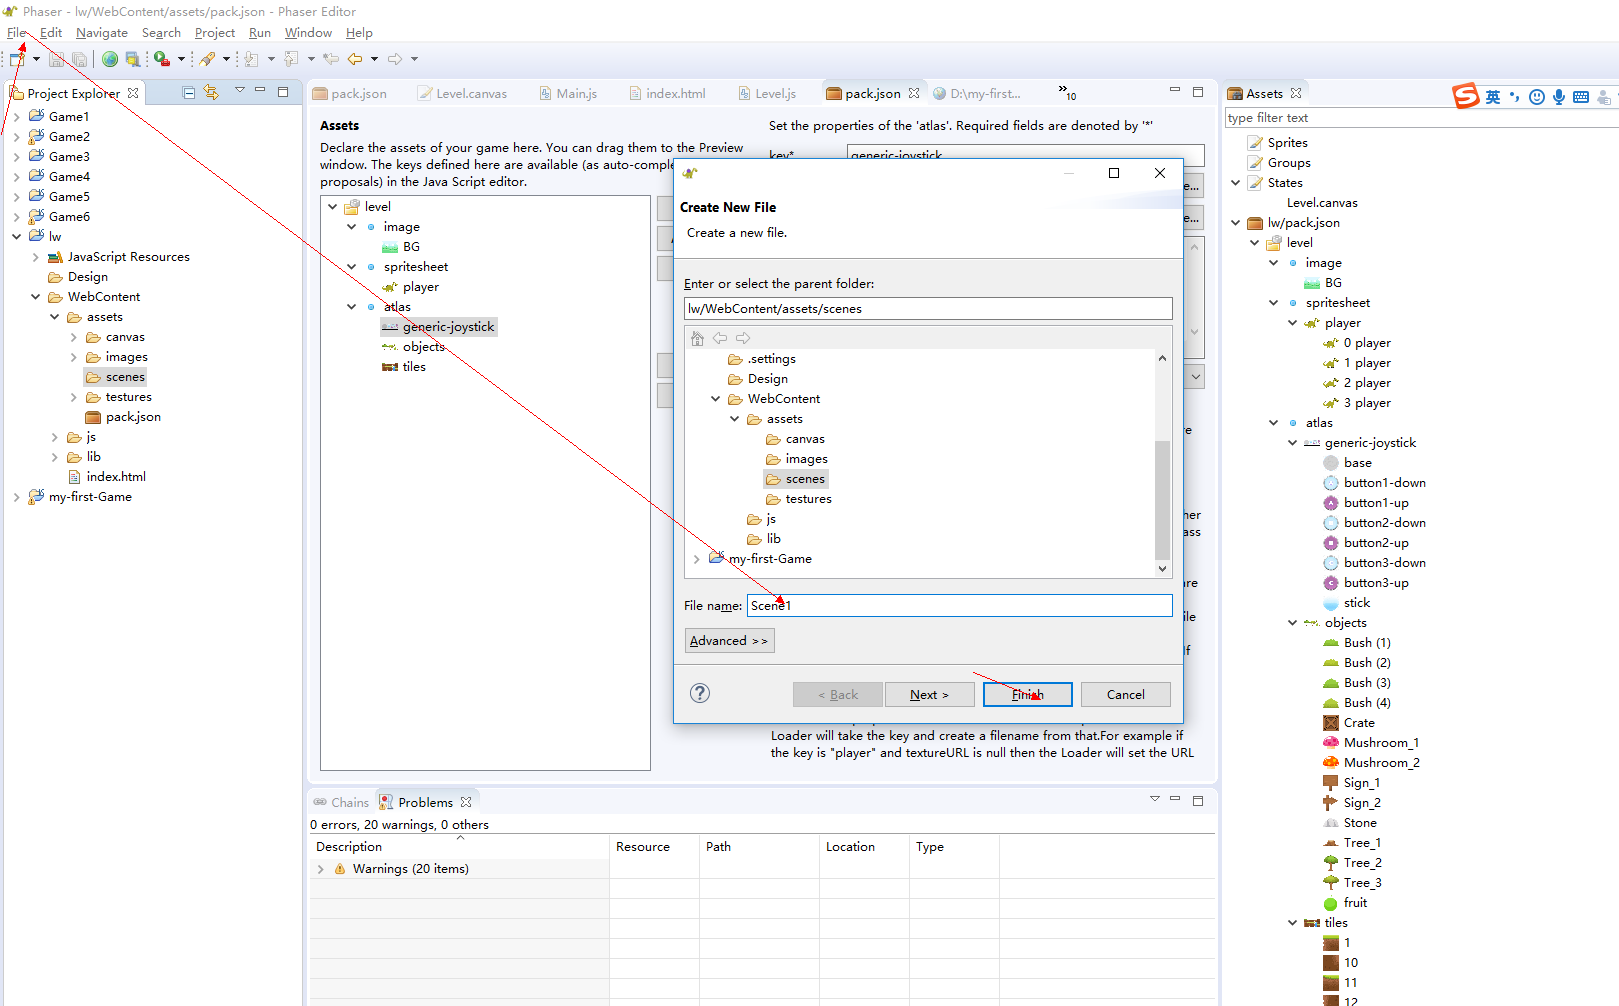 Phaser - lw/WebContent/assets/pack.json - Phaser Editor
File Edit Navigate Search Project Run Window Help
Project Explorer
Game1
Game2
Game3
Game4
Game5
Game6
lw
JavaScript Resources
Design
WebContent
assets
canvas
images
scenes
testures
pack.json
js
lib
index.html
my-first-Game
pack.json
Level.canvas
Main.js
index.html
Level.js
pack.json
D:\my-first...
»10
Assets
Declare the assets of your game here. You can drag them to the Preview
window. The keys defined here are available (as auto-comple
proposals) in the Java Script editor.
level
image
BG
spritesheet
player
atlas
generic-joystick
objects
tiles
Set the properties of the 'atlas'. Required fields are denoted by '*'
key*
generic-joystick
e...
e...
re
her
ass
are
ile
If
Create New File
Create a new file.
Enter or select the parent folder:
lw/WebContent/assets/scenes
.settings
Design
WebContent
assets
canvas
images
scenes
testures
js
lib
my-first-Game
File name: Scene1
Advanced >>
?
< Back
Next >
Finish
Cancel
Loader will take the key and create a filename from that.For example if
the key is "player" and textureURL is null then the Loader will set the URL
Chains
Problems
0 errors, 20 warnings, 0 others
Description Resource Path Location Type
Warnings (20 items)
Assets
S 英
type filter text
Sprites
Groups
States
Level.canvas
lw/pack.json
level
image
BG
spritesheet
player
0 player
1 player
2 player
3 player
atlas
generic-joystick
base
button1-down
button1-up
button2-down
button2-up
button3-down
button3-up
stick
objects
Bush (1)
Bush (2)
Bush (3)
Bush (4)
Crate
Mushroom_1
Mushroom_2
Sign_1
Sign_2
Stone
Tree_1
Tree_2
Tree_3
fruit
tiles
1
10
11
12